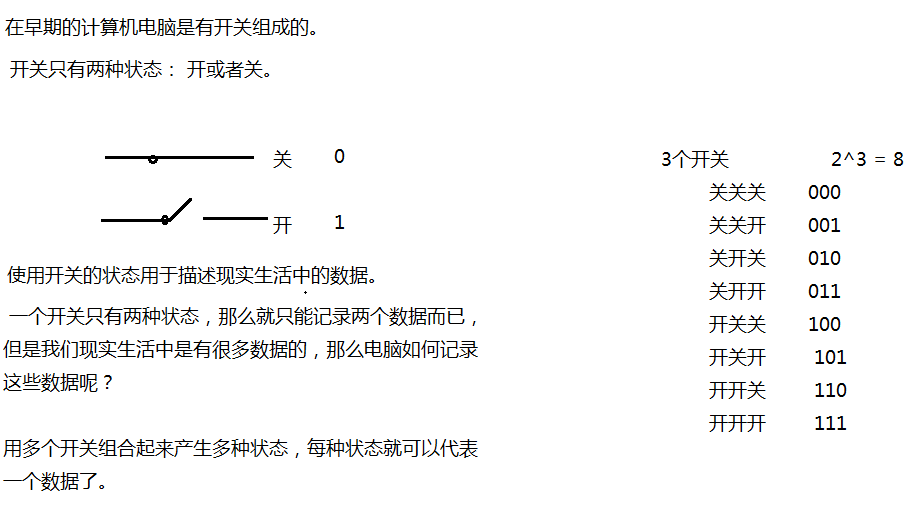 在早期的计算机电脑是有开关组成的。
开关只有两种状态： 开或者关。
关 0
开 1
使用开关的状态用于描述现实生活中的数据。
一个开关只有两种状态，那么就只能记录两个数据而已，
但是我们现实生活中是有很多数据的，那么电脑如何记录
这些数据呢？
用多个开关组合起来产生多种状态，每种状态就可以代表
一个数据了。
3个开关 2^3 = 8
关关关 000
关关开 001
关开关 010
关开开 011
开关关 100
开关开 101
开开关 110
开开开 111